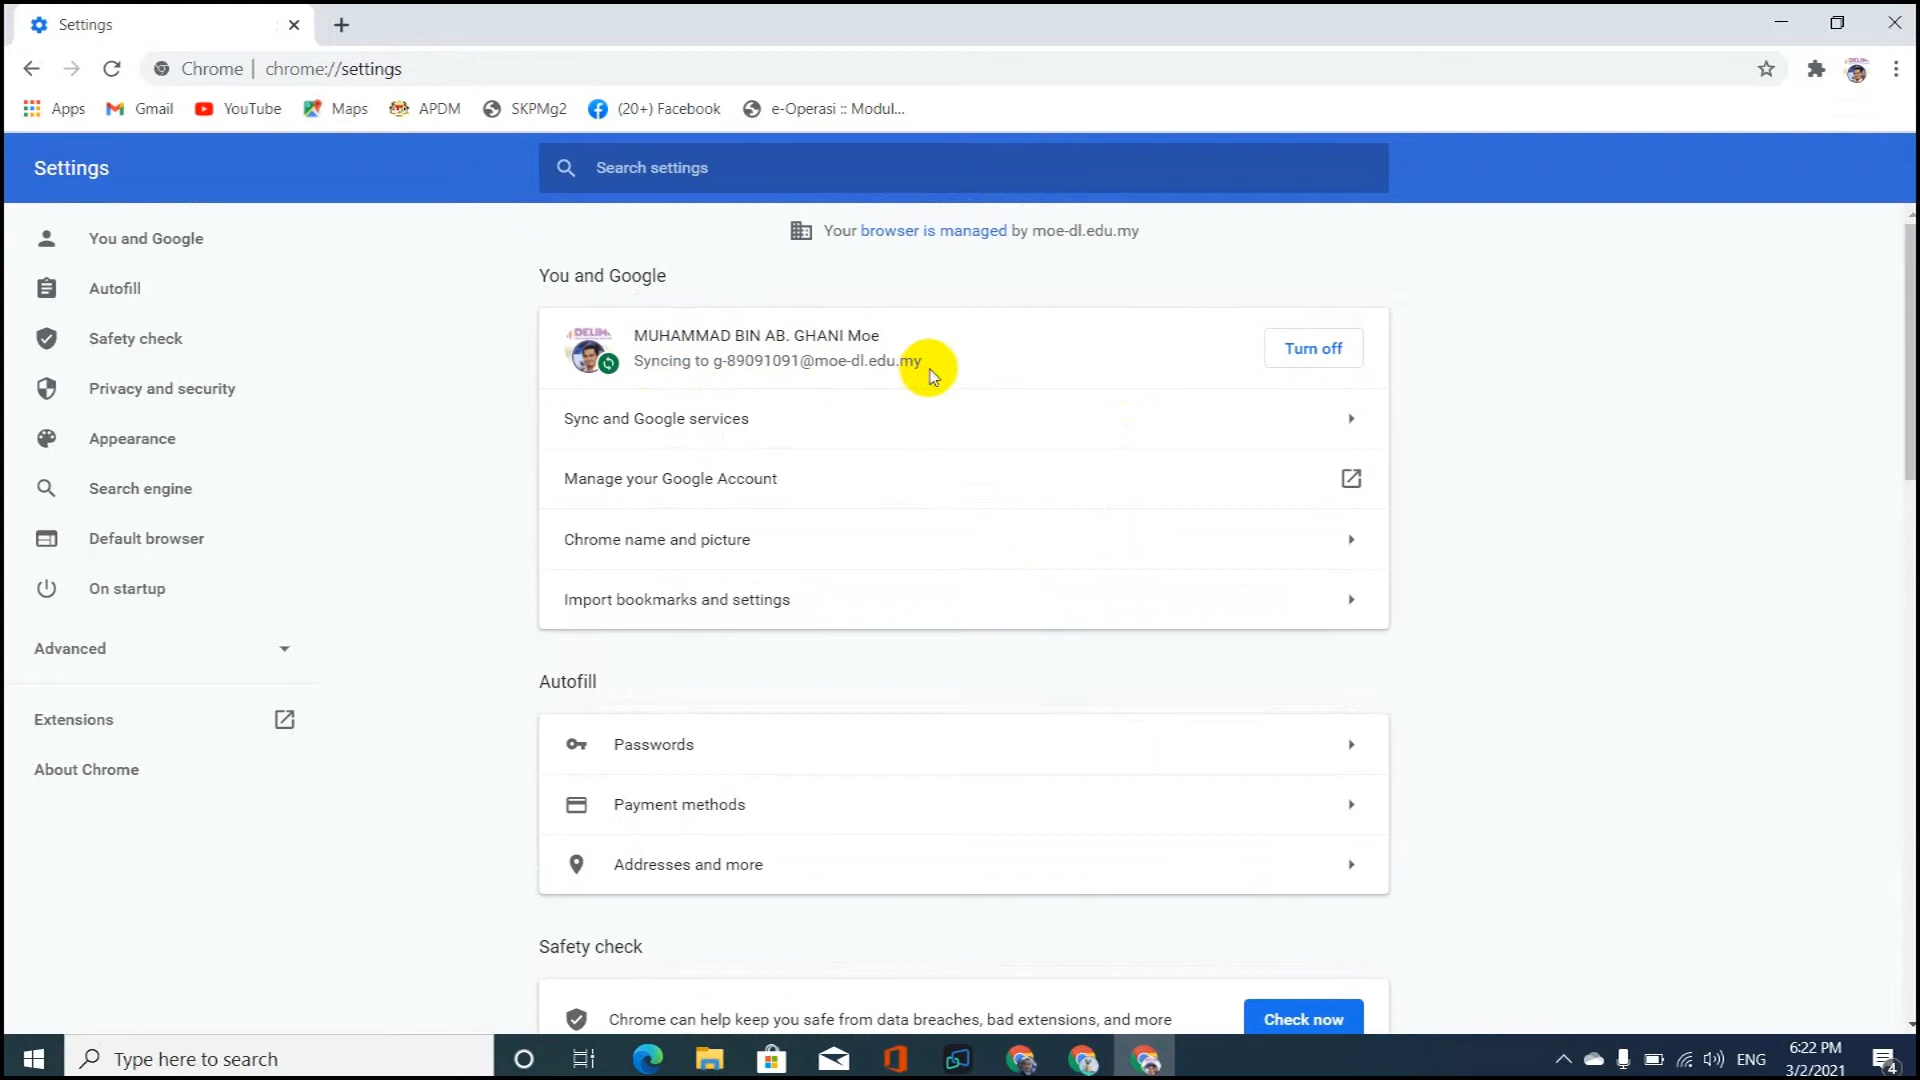 Settings
Chrome | chrome://settings
Apps Gmail YouTube Maps APDM SKPMg2 (20+) Facebook e-Operasi :: Modul...
Settings
Search settings
Your browser is managed by moe-dl.edu.my
You and Google
Autofill
Safety check
Privacy and security
Appearance
Search engine
Default browser
On startup
Advanced
Extensions
About Chrome
You and Google
DELIMa
MUHAMMAD BIN AB. GHANI Moe
Syncing to g-89091091@moe-dl.edu.my
Turn off
Sync and Google services
Manage your Google Account
Chrome name and picture
Import bookmarks and settings
Autofill
Passwords
Payment methods
Addresses and more
Safety check
Chrome can help keep you safe from data breaches, bad extensions, and more
Check now
Type here to search
ENG
6:22 PM
3/2/2021
4